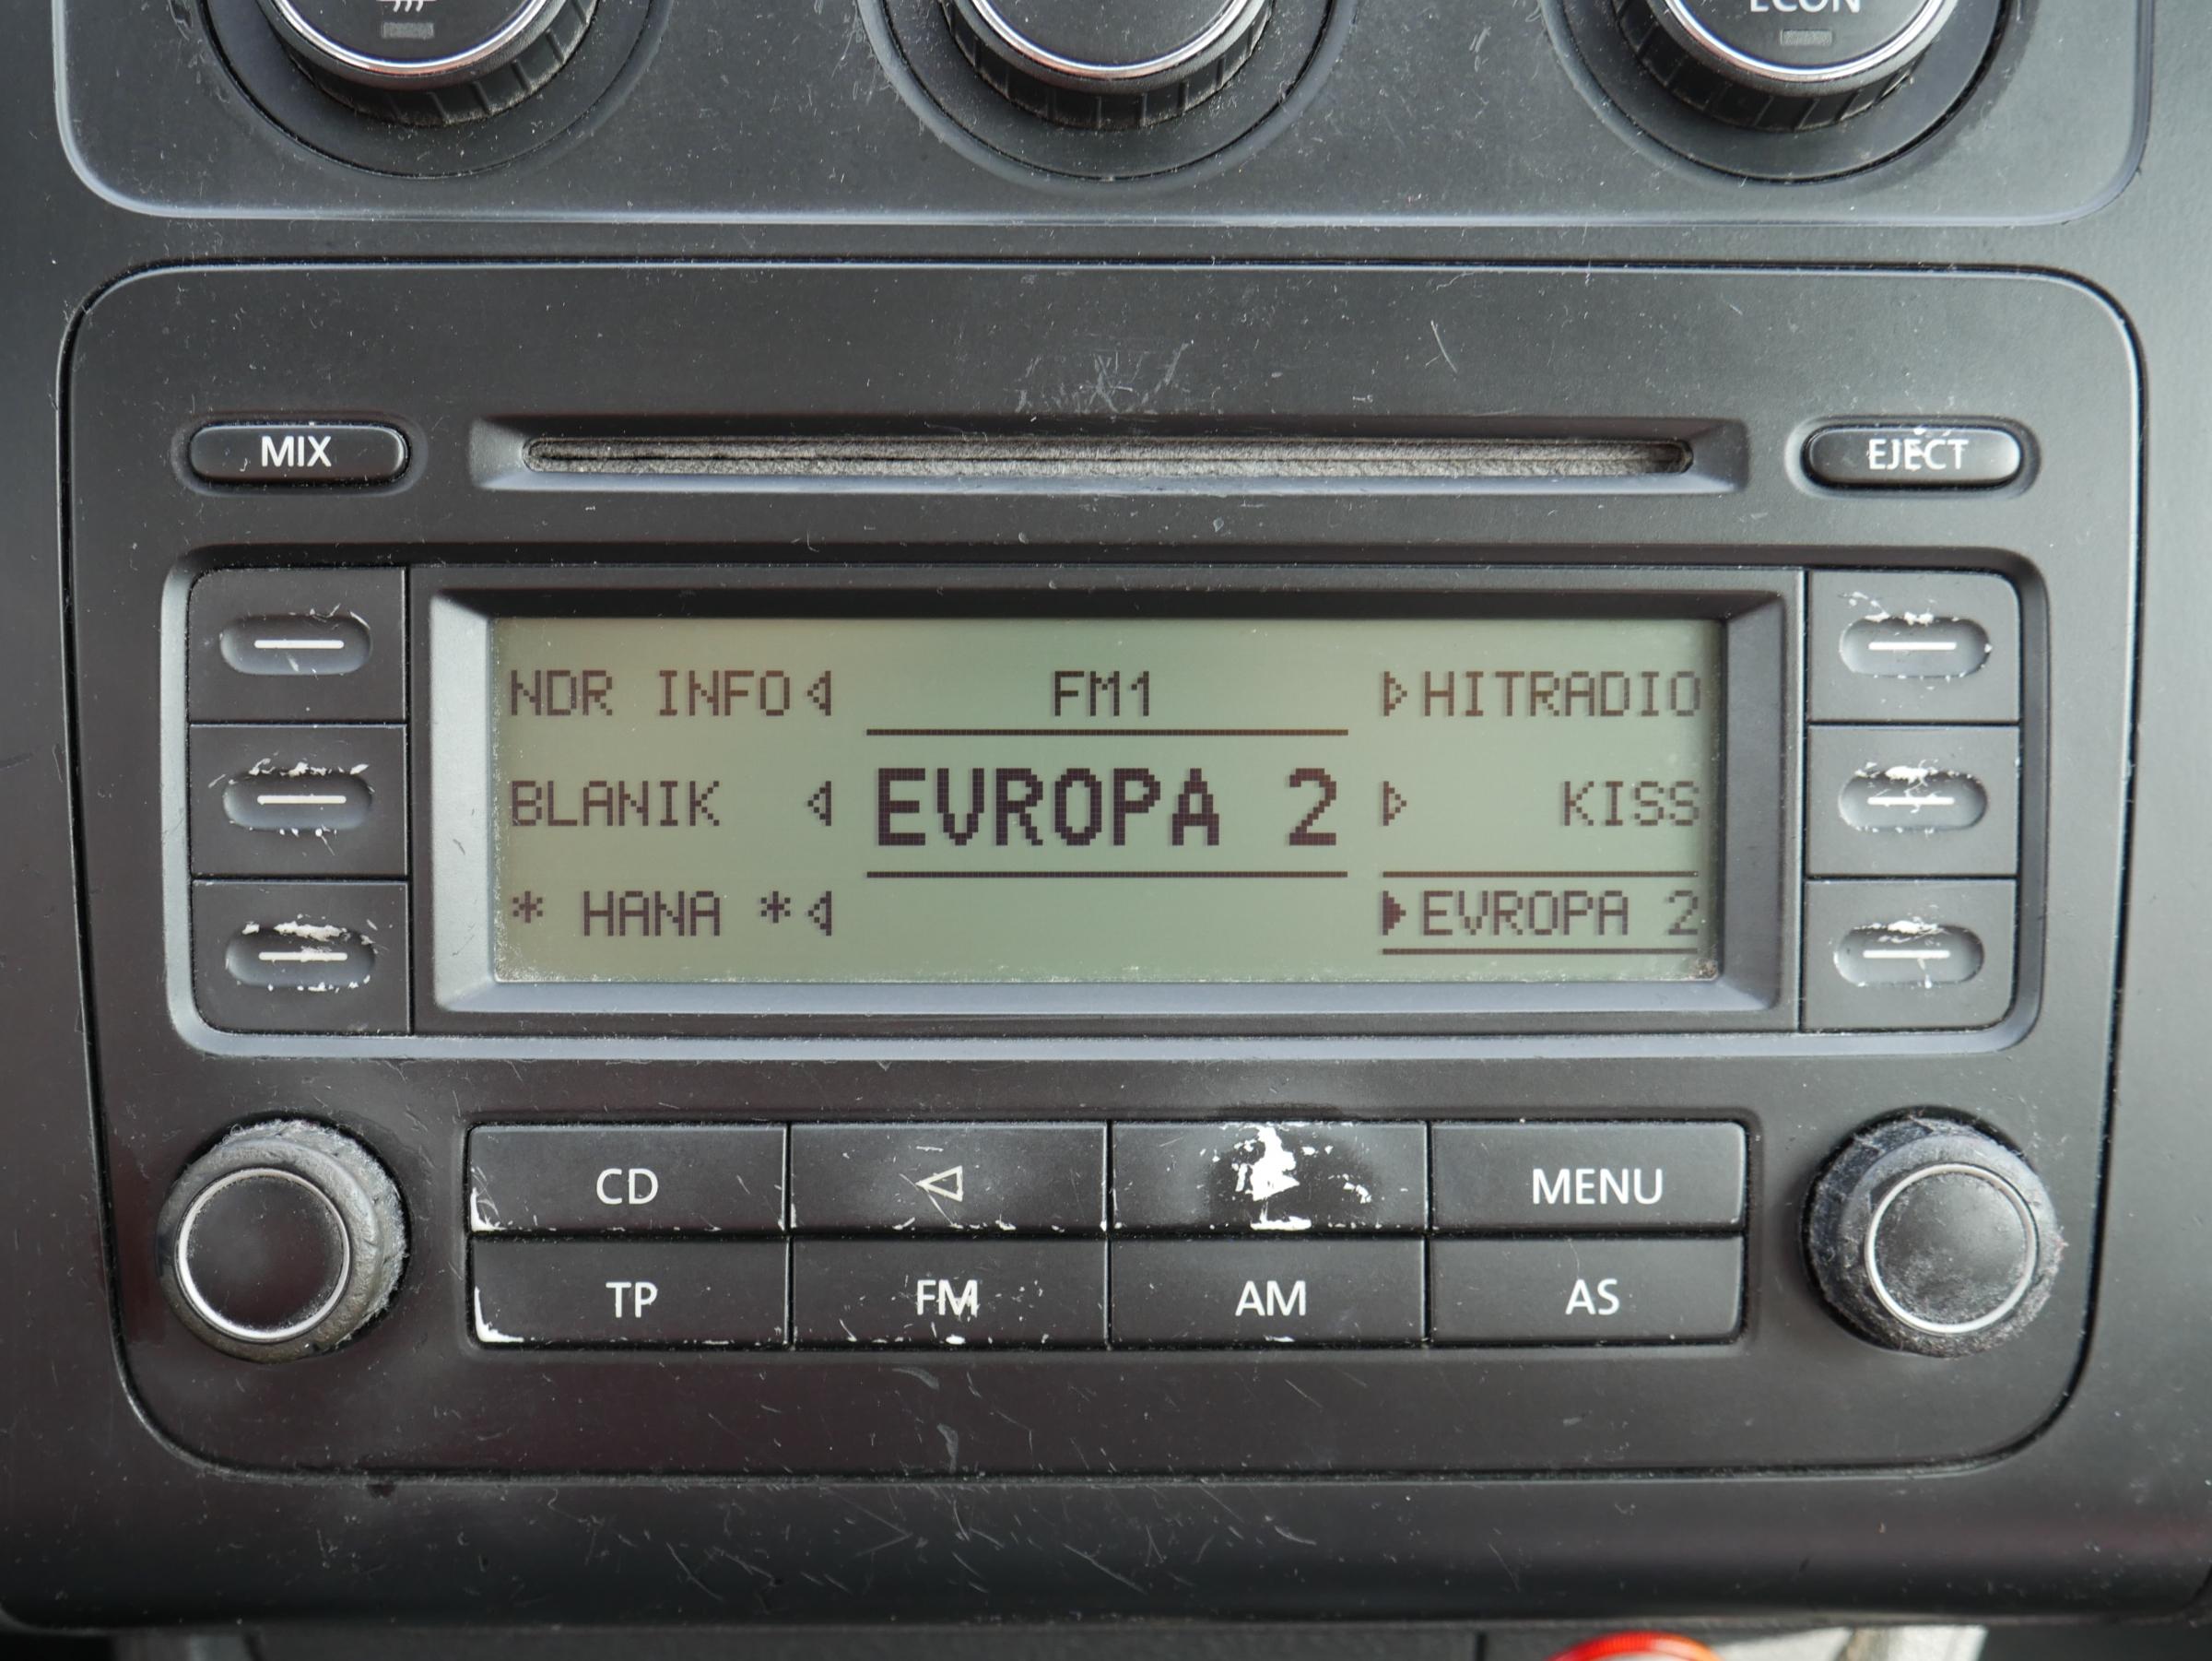 ECON
MIX
EJECT
NDR INFO
FM1
HITRADIO
BLANIK
EVROPA 2
KISS
* HANA *
EVROPA 2
CD
MENU
TP
FM
AM
AS